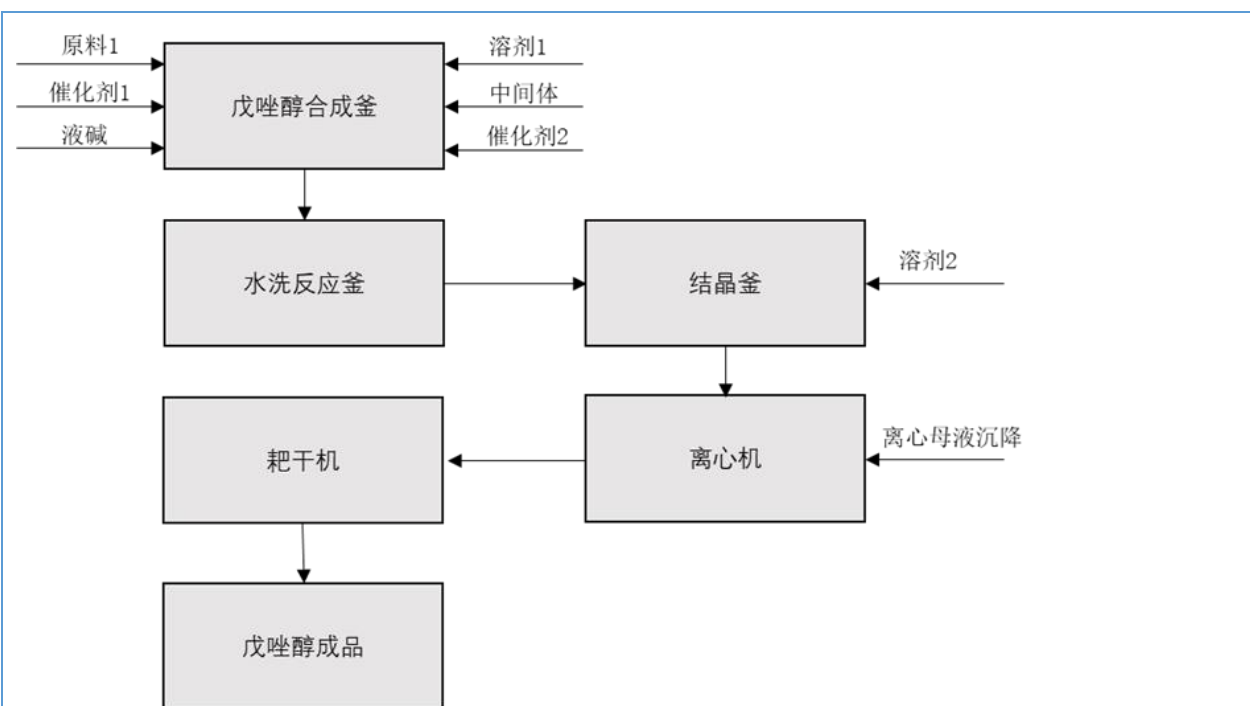 原料1
溶剂1
催化剂1
戊唑醇合成釜
中间体
液碱
催化剂2
水洗反应釜
结晶釜
溶剂2
耙干机
离心机
离心母液沉降
戊唑醇成品